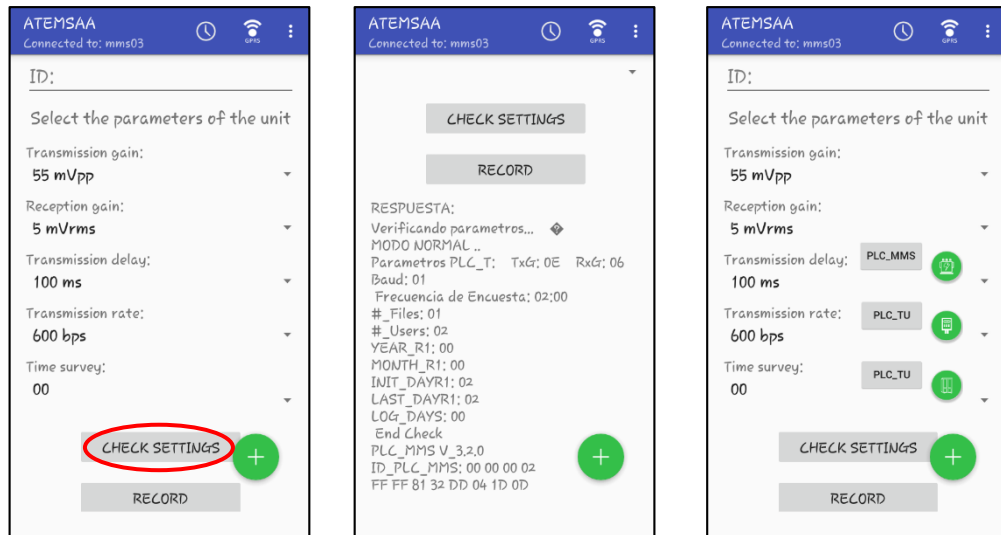 ATEMSAA
Connected to: mms03
GPRS
ID:
Select the parameters of the unit
Transmission gain:
55 mVpp
Reception gain:
5 mVrms
Transmission delay:
100 ms
Transmission rate:
600 bps
Time survey:
00
CHECK SETTINGS
+
RECORD
ATEMSAA
Connected to: mms03
GPRS
CHECK SETTINGS
RECORD
RESPUESTA:
Verificando parametros... �
MODO NORMAL ..
Parametros PLC_T: TxG: 0E RxG: 06
Baud: 01
Frecuencia de Encuesta: 02:00
#_Files: 01
#_Users: 02
YEAR_R1: 00
MONTH_R1: 00
INIT_DAYR1: 02
LAST_DAYR1: 02
LOG_DAYS: 00
End Check
PLC_MMS V_3.2.0
ID_PLC_MMS: 00 00 00 02
FF FF 81 32 DD 04 1D 0D
+
ATEMSAA
Connected to: mms03
GPRS
ID:
Select the parameters of the unit
Transmission gain:
55 mVpp
Reception gain:
5 mVrms
Transmission delay:
PLC_MMS
100 ms
Transmission rate:
PLC_TU
600 bps
Time survey:
PLC_TU
00
CHECK SETTINGS
+
RECORD